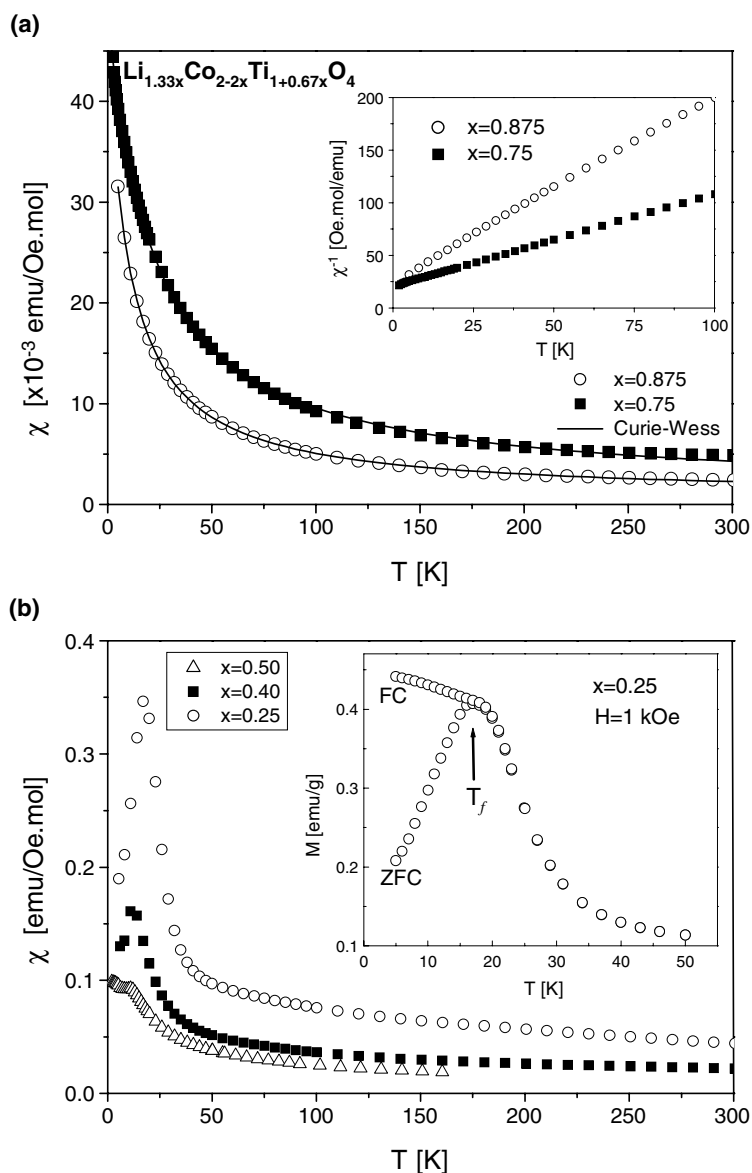 (a)
Li1.33xCo2-2xTi1+0.67xO4
χ [x10-3 emu/Oe.mol]
40
30
20
10
0
0 50 100 150 200 250 300
T [K]
χ-1 [Oe.mol/emu]
200
150
100
50
0
0 25 50 75 100
T [K]
x=0.875
x=0.75
x=0.875
x=0.75
Curie-Wess
(b)
χ [emu/Oe.mol]
0.4
0.3
0.2
0.1
0.0
0 50 100 150 200 250 300
T [K]
x=0.50
x=0.40
x=0.25
M [emu/g]
0.4
0.3
0.2
0.1
0 10 20 30 40 50
T [K]
FC
ZFC
Tf
x=0.25
H=1 kOe